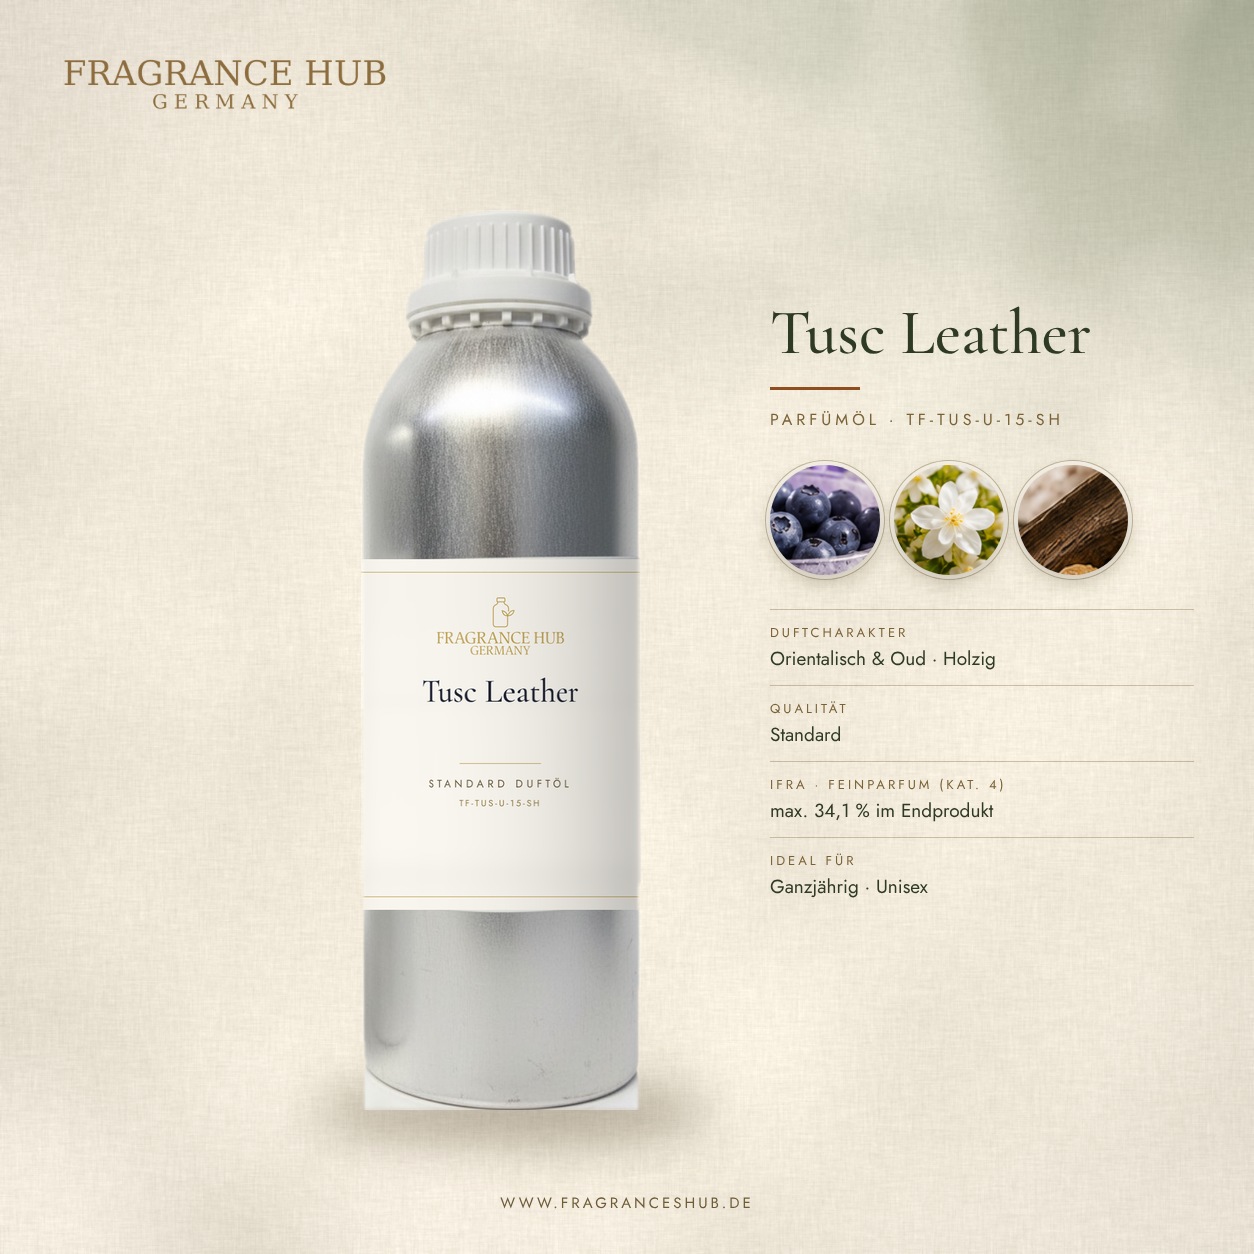 FRAGRANCE HUB
GERMANY
Tusc Leather
PARFÜMÖL · TF-TUS-U-15-SH
DUFTCHARAKTER
Orientalisch & Oud · Holzig
QUALITÄT
Standard
IFRA · FEINPARFUM (KAT. 4)
max. 34,1 % im Endprodukt
IDEAL FÜR
Ganzjährig · Unisex
FRAGRANCE HUB
GERMANY
Tusc Leather
STANDARD DUFTÖL
TF-TUS-U-15-SH
WWW.FRAGRANCESHUB.DE